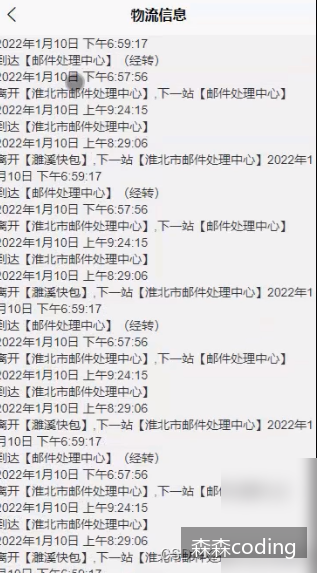 物流信息
2022年1月10日 下午6:59:17
到达【邮件处理中心】（经转）
2022年1月10日 下午6:57:56
离开【淮北市邮件处理中心】,下一站【邮件处理中心】
2022年1月10日 上午9:24:15
到达【淮北市邮件处理中心】
2022年1月10日 上午8:29:06
离开【濉溪快包】,下一站【淮北市邮件处理中心】2022年1
月10日 下午6:59:17
到达【邮件处理中心】（经转）
2022年1月10日 下午6:57:56
离开【淮北市邮件处理中心】,下一站【邮件处理中心】
2022年1月10日 上午9:24:15
到达【淮北市邮件处理中心】
2022年1月10日 上午8:29:06
离开【濉溪快包】,下一站【淮北市邮件处理中心】2022年1
月10日 下午6:59:17
到达【邮件处理中心】（经转）
2022年1月10日 下午6:57:56
离开【淮北市邮件处理中心】,下一站【邮件处理中心】
2022年1月10日 上午9:24:15
到达【淮北市邮件处理中心】
2022年1月10日 上午8:29:06
离开【濉溪快包】,下一站【淮北市邮件处理中心】2022年1
月10日 下午6:59:17
到达【邮件处理中心】（经转）
2022年1月10日 下午6:57:56
离开【淮北市邮件处理中心】,下一站【邮
2022年1月10日 上午9:24:15
到达【淮北市邮件处理中心】
2022年1月10日 上午8:29:06
森森coding
离开【濉溪快包】,下一站
月10日 下午6:59:17